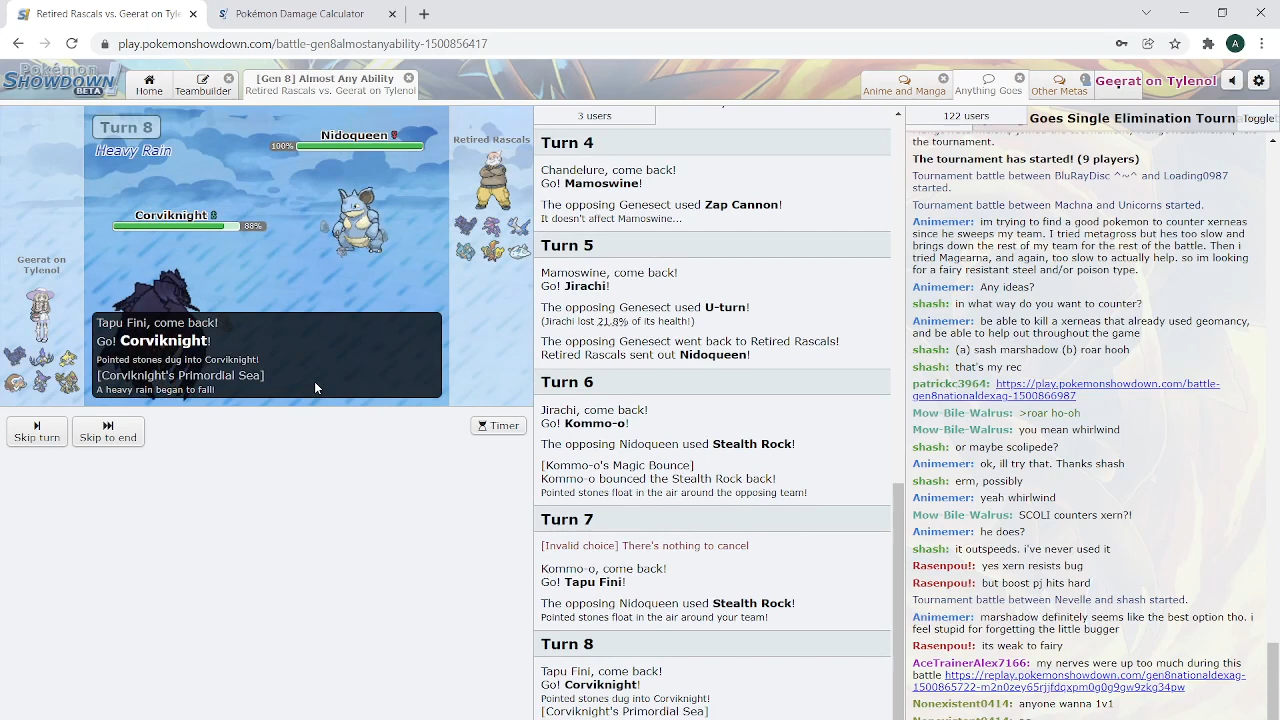 Retired Rascals vs. Geerat on Tyle
Pokémon Damage Calculator
play.pokemonshowdown.com/battle-gen8almostanyability-1500856417
A
Pokémon
SHOWDOWN
BETA
Home
Teambuilder
[Gen 8] Almost Any Ability
Retired Rascals vs. Geerat on Tylenol
Anime and Manga
Anything Goes
Other Metas
1
Geerat on Tylenol
Turn 8
Heavy Rain
Nidoqueen
100%
Corviknight
88%
Geerat on
Tylenol
Retired Rascals
Tapu Fini, come back!
Go! Corviknight!
Pointed stones dug into Corviknight!
[Corviknight's Primordial Sea]
A heavy rain began to fall!
Skip turn
Skip to end
Timer
3 users
Turn 4
Chandelure, come back!
Go! Mamoswine!
The opposing Genesect used Zap Cannon!
It doesn't affect Mamoswine...
Turn 5
Mamoswine, come back!
Go! Jirachi!
The opposing Genesect used U-turn!
(Jirachi lost 21.8% of its health!)
The opposing Genesect went back to Retired Rascals!
Retired Rascals sent out Nidoqueen!
Turn 6
Jirachi, come back!
Go! Kommo-o!
The opposing Nidoqueen used Stealth Rock!
[Kommo-o's Magic Bounce]
Kommo-o bounced the Stealth Rock back!
Pointed stones float in the air around the opposing team!
Turn 7
[Invalid choice] There's nothing to cancel
Kommo-o, come back!
Go! Tapu Fini!
The opposing Nidoqueen used Stealth Rock!
Pointed stones float in the air around your team!
Turn 8
Tapu Fini, come back!
Go! Corviknight!
Pointed stones dug into Corviknight!
[Corviknight's Primordial Sea]
122 users
Goes Single Elimination Tourn
Toggle
the tournament.
The tournament has started! (9 players)
Tournament battle between BluRayDisc ^~^ and Loading0987
started.
Tournament battle between Machna and Unicorns started.
Animemer: im trying to find a good pokemon to counter xerneas
since he sweeps my team. I tried metagross but hes too slow and
brings down the rest of my team for the rest of the battle. Then i
tried Magearna, and again, too slow to actually help. so im looking
for a fairy resistant steel and/or poison type.
Animemer: Any ideas?
shash: in what way do you want to counter?
Animemer: be able to kill a xerneas that already used geomancy,
and be able to help out throughout the game
shash: (a) sash marshadow (b) roar hooh
shash: that's my rec
patrickc3964: https://play.pokemonshowdown.com/battle-
gen8nationaldexag-1500866987
Mow-Bile-Walrus: >roar ho-oh
Mow-Bile-Walrus: you mean whirlwind
shash: or maybe scolipede?
Animemer: ok, ill try that. Thanks shash
shash: erm, possibly
Animemer: yeah whirlwind
Mow-Bile-Walrus: SCOLI counters xern?!
Animemer: he does?
shash: it outspeeds. i've never used it
Rasenpou!: yes xern resists bug
Rasenpou!: but boost pj hits hard
Tournament battle between Nevelle and shash started.
Animemer: marshadow definitely seems like the best option tho. i
feel stupid for forgetting the little bugger
Rasenpou!: its weak to fairy
AceTrainerAlex7166: my nerves were up too much during this
battle https://replay.pokemonshowdown.com/gen8nationaldexag-
1500865722-m2n0zey65rjjfdqxpm0g0g9gw9zkg34pw
Nonexistent0414: anyone wanna 1v1